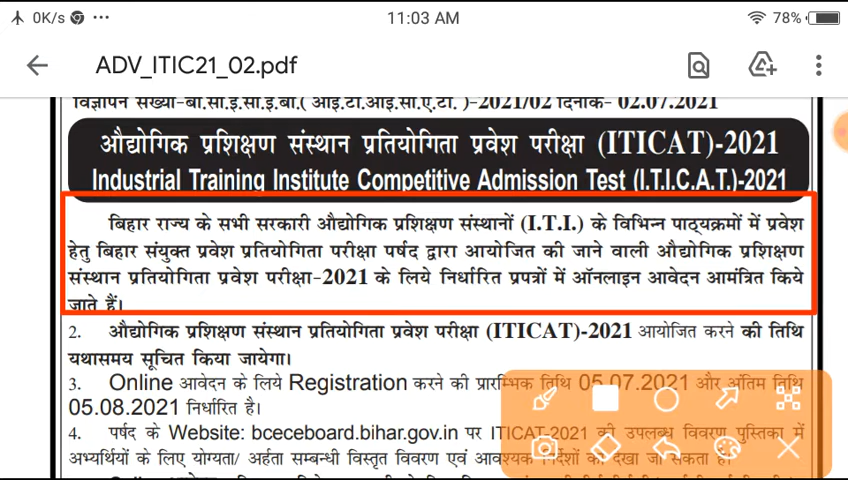 0K/s
11:03 AM
78%
ADV_ITIC21_02.pdf
विज्ञापन संख्या-बी.सी.ई.सी.ई.बी.( आई.टी.आई.सी.ए.टी. )-2021/02 दिनांक- 02.07.2021
औद्योगिक प्रशिक्षण संस्थान प्रतियोगिता प्रवेश परीक्षा (ITICAT)-2021
Industrial Training Institute Competitive Admission Test (I.T.I.C.A.T.)-2021
बिहार राज्य के सभी सरकारी औद्योगिक प्रशिक्षण संस्थानों (I.T.I.) के विभिन्न पाठ्यक्रमों में प्रवेश
हेतु बिहार संयुक्त प्रवेश प्रतियोगिता परीक्षा पर्षद द्वारा आयोजित की जाने वाली औद्योगिक प्रशिक्षण
संस्थान प्रतियोगिता प्रवेश परीक्षा-2021 के लिये निर्धारित प्रपत्रों में ऑनलाइन आवेदन आमंत्रित किये
जाते हैं।
2. औद्योगिक प्रशिक्षण संस्थान प्रतियोगिता प्रवेश परीक्षा (ITICAT)-2021 आयोजित करने की तिथि
यथासमय सूचित किया जायेगा।
3. Online आवेदन के लिये Registration करने की प्रारम्भिक तिथि 05.07.2021 और अंतिम तिथि
05.08.2021 निर्धारित है।
4. पर्षद के Website: bceceboard.bihar.gov.in पर ITICAT-2021 की उपलब्ध विवरण पुस्तिका में
अभ्यर्थियों के लिए योग्यता/ अर्हता सम्बन्धी विस्तृत विवरण एवं आवश्यक निर्देशों को देखा जा सकता है।